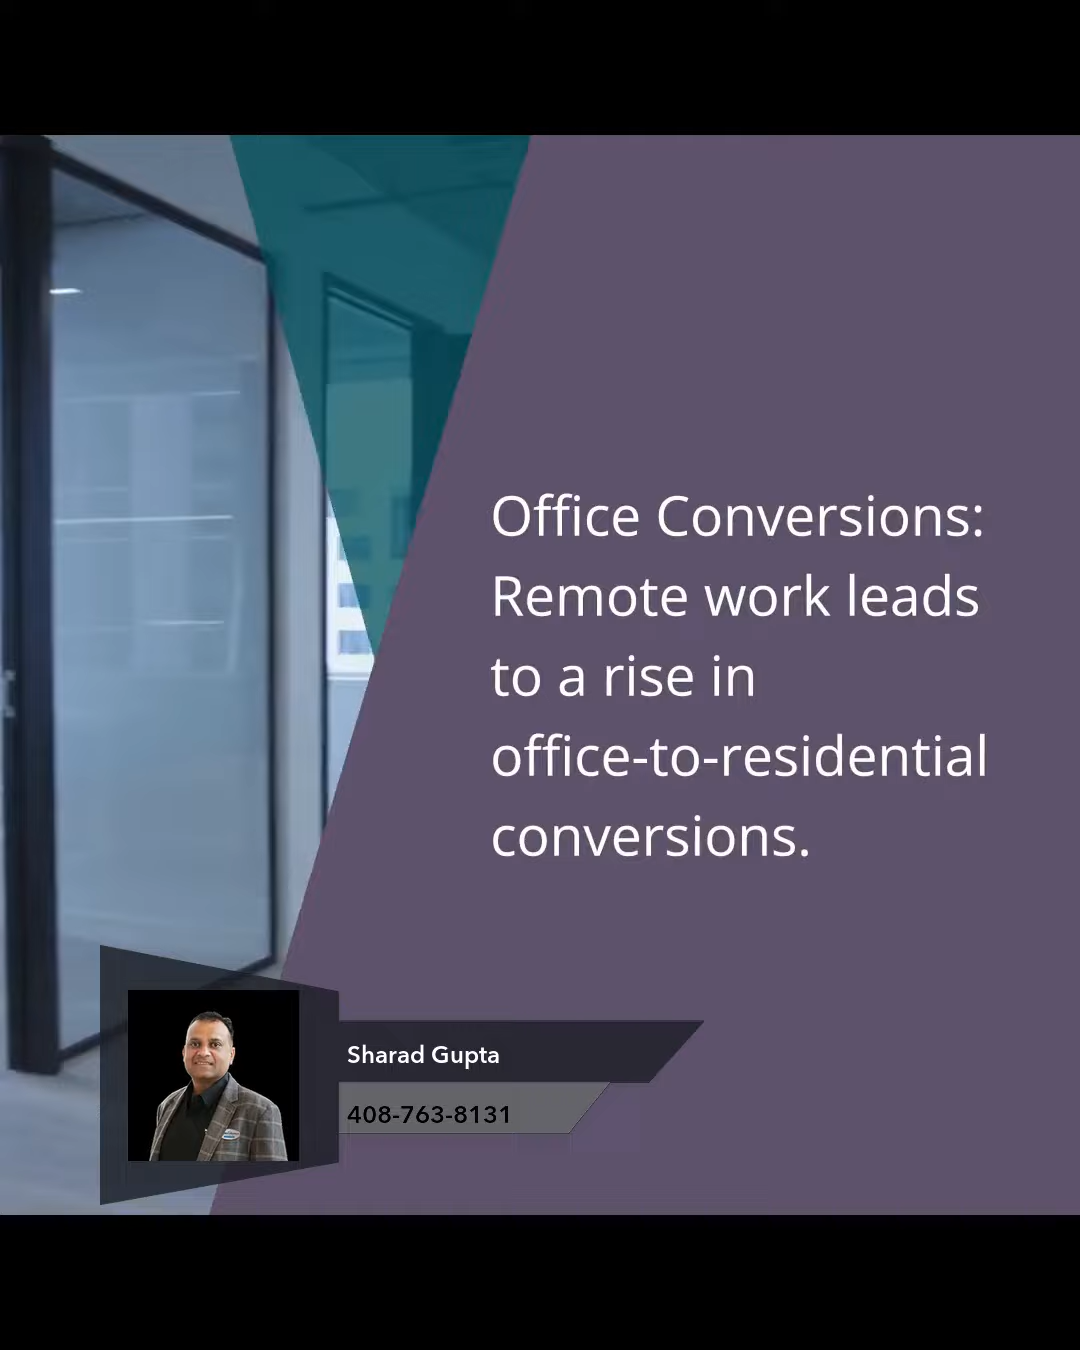 Office Conversions:
Remote work leads
to a rise in
office-to-residential
conversions.
Sharad Gupta
408-763-8131